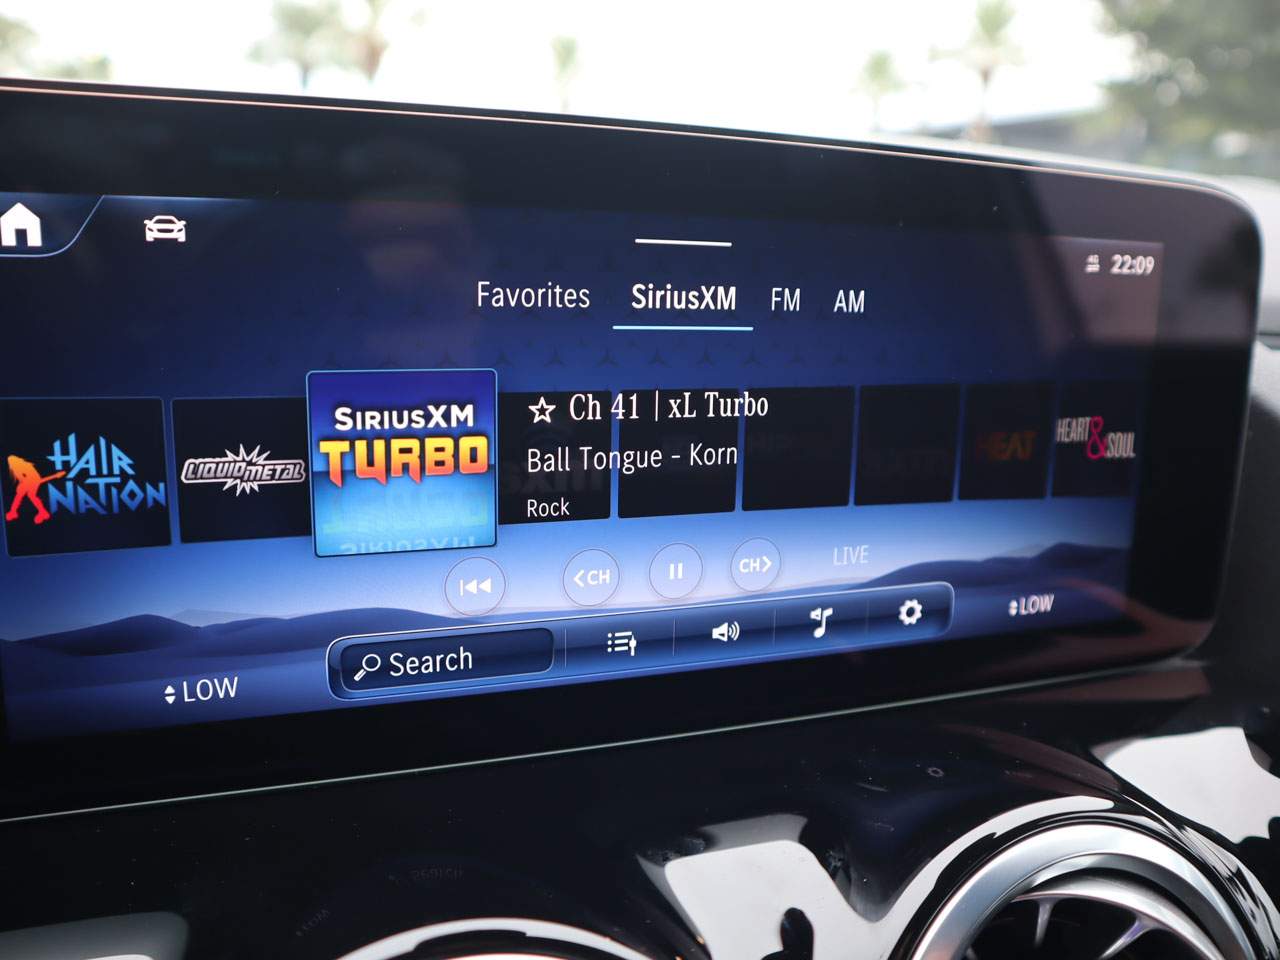 22:09
Favorites SiriusXM FM AM
HAIR NATION
LIQUID METAL
SIRIUSXM
TURBO
☆ Ch 41 | xL Turbo
Ball Tongue - Korn
Rock
HEAT
HEART & SOUL
<CH CH> LIVE
Search
LOW
LOW